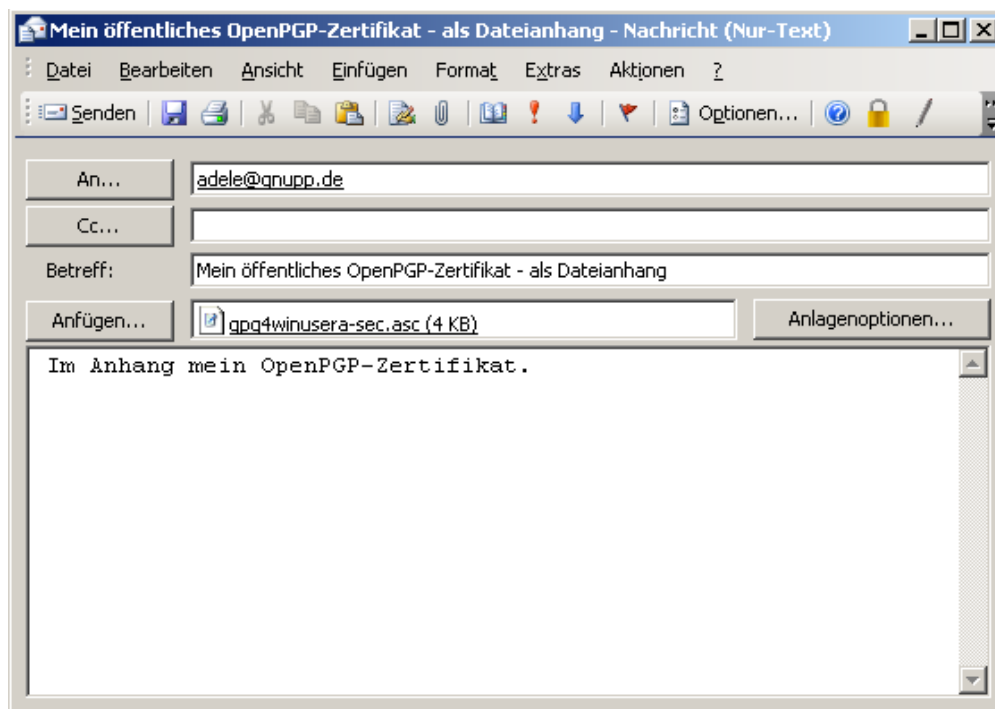 Mein öffentliches OpenPGP-Zertifikat - als Dateianhang - Nachricht (Nur-Text)
Datei Bearbeiten Ansicht Einfügen Format Extras Aktionen ?
Senden Optionen...
An... adele@gnupp.de
Cc...
Betreff: Mein öffentliches OpenPGP-Zertifikat - als Dateianhang
Anfügen... gpg4winusera-sec.asc (4 KB) Anlagenoptionen...
Im Anhang mein OpenPGP-Zertifikat.